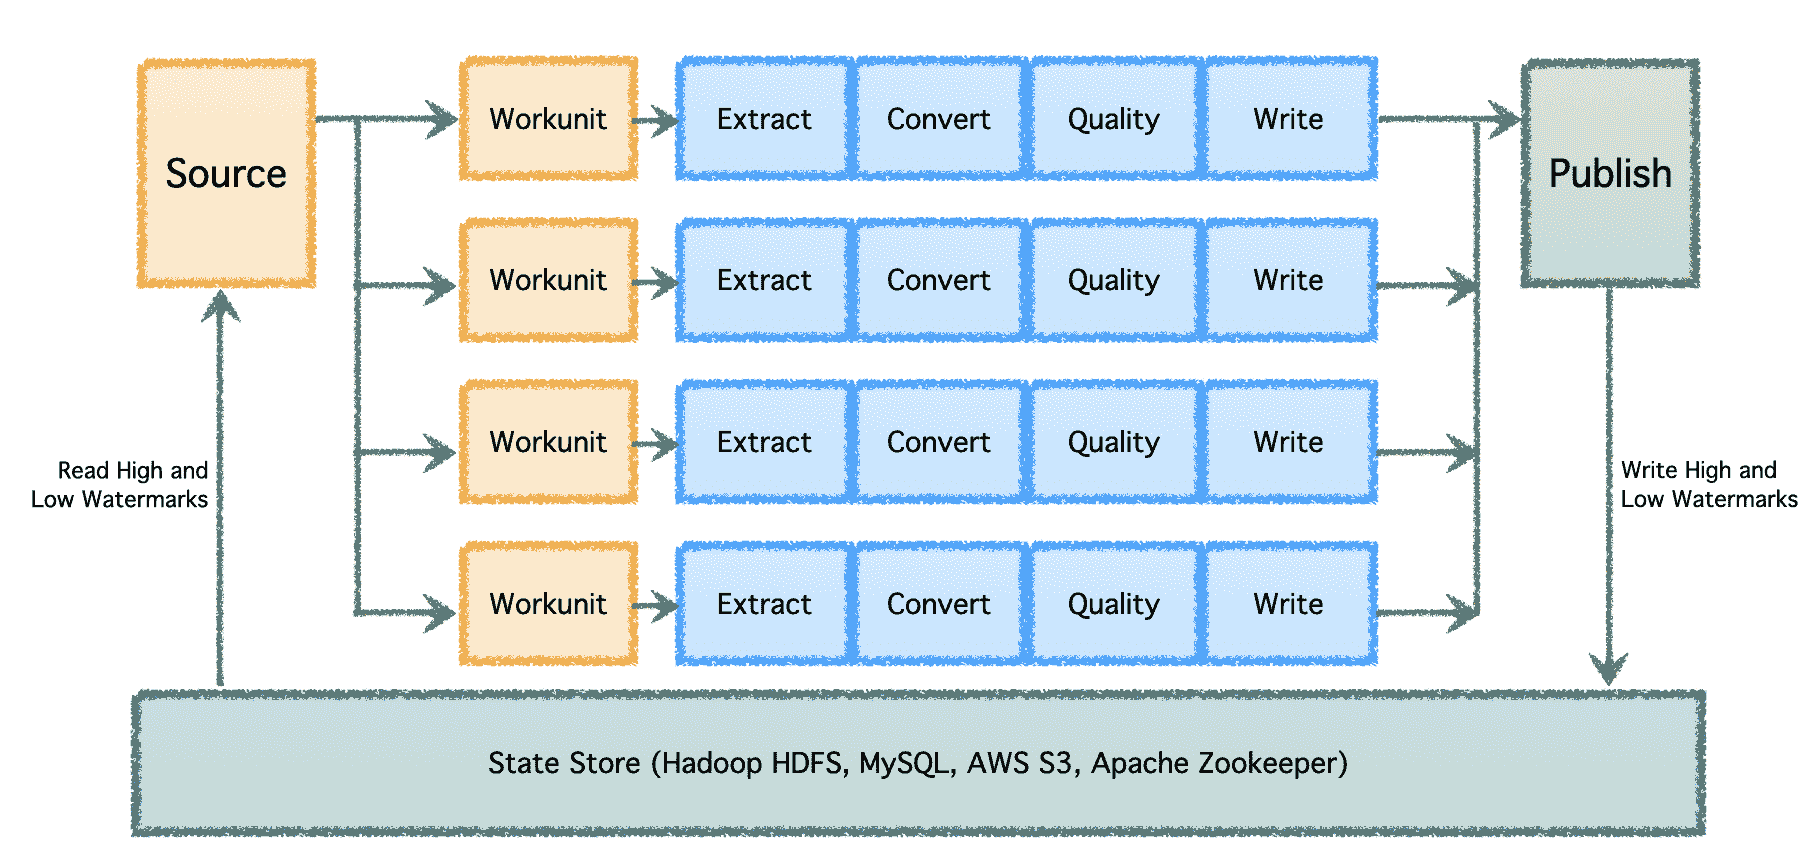 Source
Workunit
Extract
Convert
Quality
Write
Publish
Workunit
Extract
Convert
Quality
Write
Workunit
Extract
Convert
Quality
Write
Read High and
Low Watermarks
Write High and
Low Watermarks
Workunit
Extract
Convert
Quality
Write
State Store (Hadoop HDFS, MySQL, AWS S3, Apache Zookeeper)